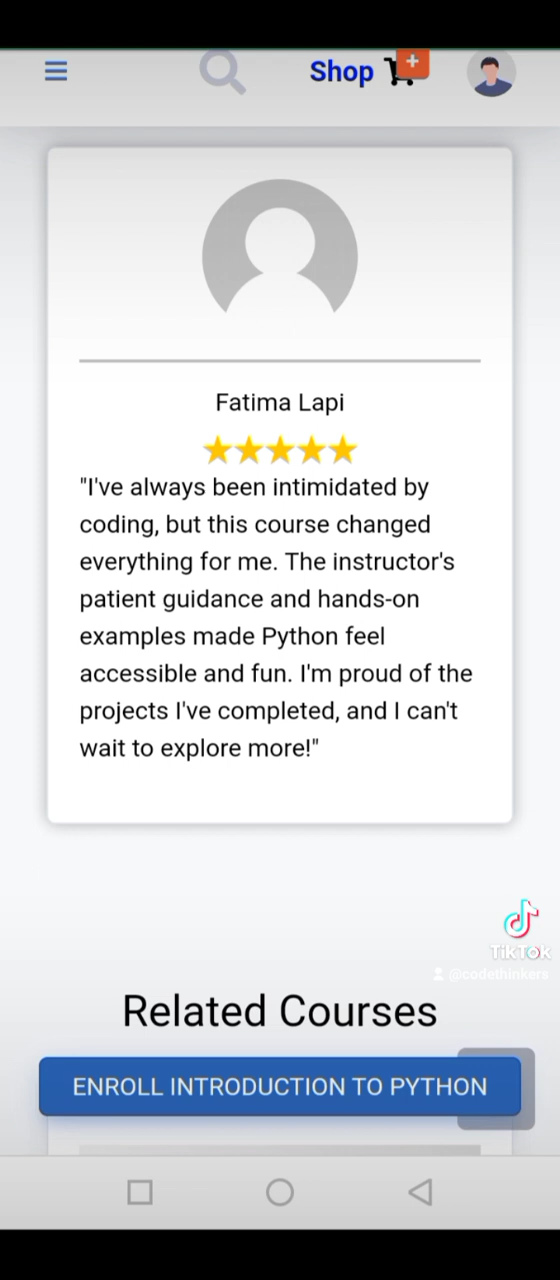 Shop
Fatima Lapi
"I've always been intimidated by
coding, but this course changed
everything for me. The instructor's
patient guidance and hands-on
examples made Python feel
accessible and fun. I'm proud of the
projects I've completed, and I can't
wait to explore more!"
TikTok
@codethinkers
Related Courses
ENROLL INTRODUCTION TO PYTHON